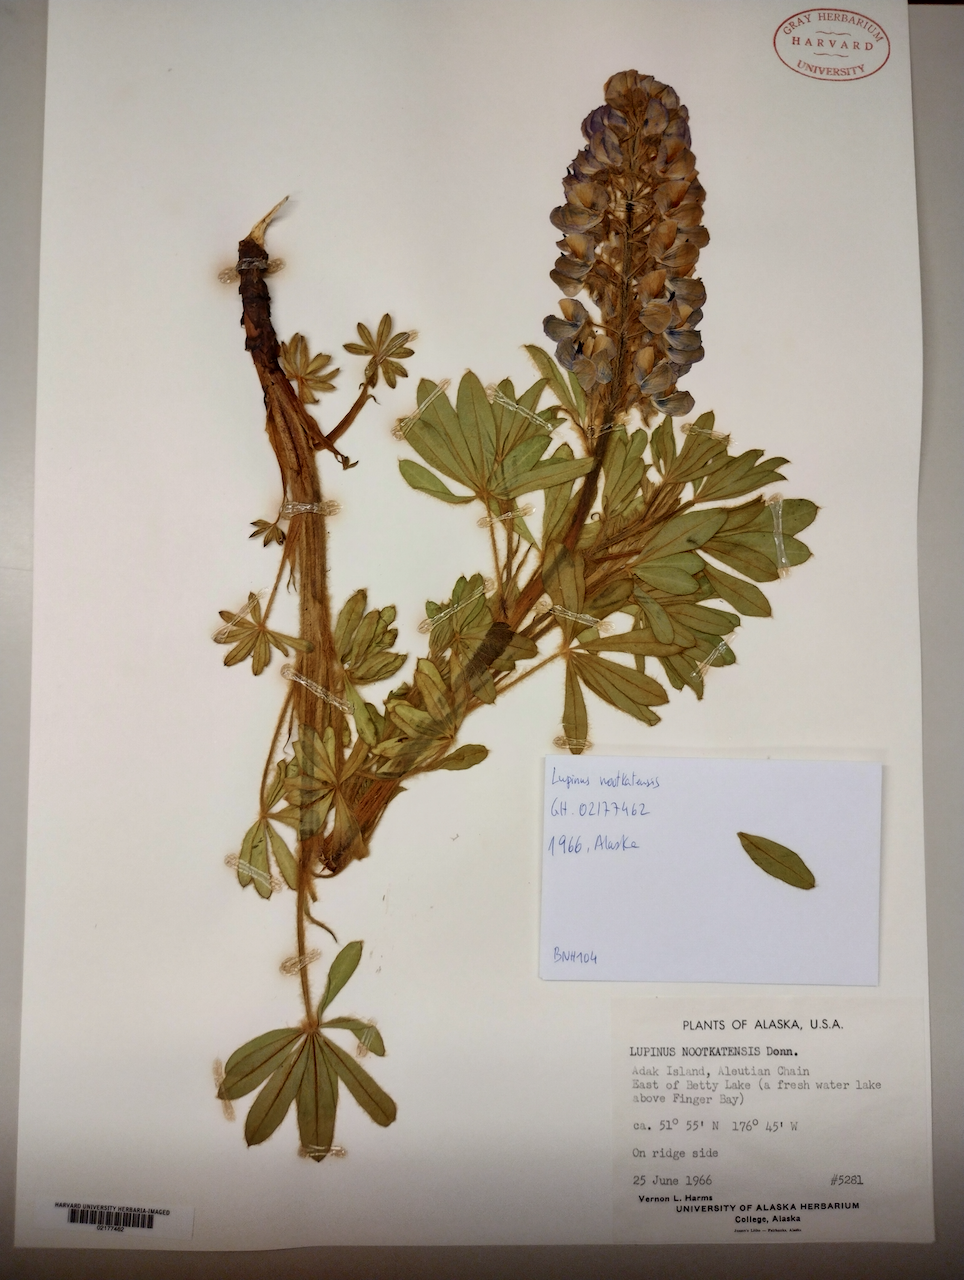 GRAY HERBARIUM
HARVARD
UNIVERSITY
Lupinus nootkatensis
GH. 02177462
1966, Alaska
BNH104
PLANTS OF ALASKA, U.S.A.
LUPINUS NOOTKATENSIS Donn.
Adak Island, Aleutian Chain
East of Betty Lake (a fresh water lake
above Finger Bay)
ca. 51° 55' N 176° 45' W
On ridge side
25 June 1966 #5281
Vernon L. Harms
UNIVERSITY OF ALASKA HERBARIUM
College, Alaska
HARVARD UNIVERSITY HERBARIA-IMAGED
02177462